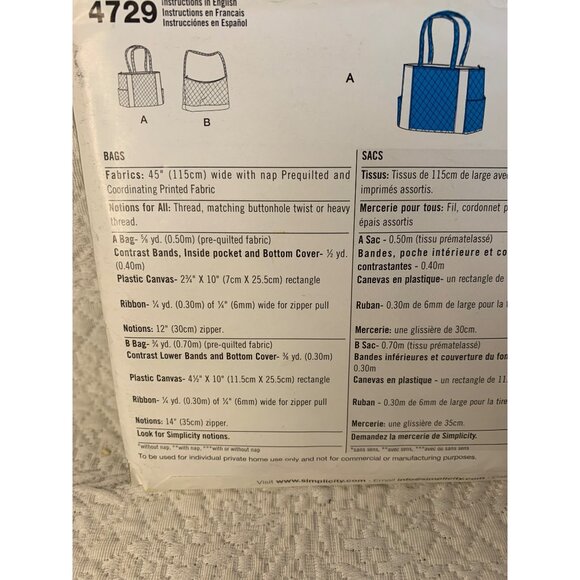 4729
Instructions in English
Instructions en Francais
Instrucciónes en Español
A
B
A
BAGS
Fabrics: 45" (115cm) wide with nap Prequilted and
Coordinating Printed Fabric
Notions for All: Thread, matching buttonhole twist or heavy
thread.
A Bag- ⅝ yd. (0.50m) (pre-quilted fabric)
Contrast Bands, Inside pocket and Bottom Cover- ½ yd.
(0.40m)
Plastic Canvas- 2¾" X 10" (7cm X 25.5cm) rectangle
Ribbon- ¼ yd. (0.30m) of ¼" (6mm) wide for zipper pull
Notions: 12" (30cm) zipper.
B Bag- ¾ yd. (0.70m) (pre-quilted fabric)
Contrast Lower Bands and Bottom Cover- ⅜ yd. (0.30m)
Plastic Canvas- 4½" X 10" (11.5cm X 25.5cm) rectangle
Ribbon- ¼ yd. (0.30m) of ¼" (6mm) wide for zipper pull
Notions: 14" (35cm) zipper.
Look for Simplicity notions.
*without nap, **with nap, ***with or without nap
SACS
Tissus: Tissus de 115cm de large avec
imprimés assortis.
Mercerie pour tous: Fil, cordonnet p
épais assortis
A Sac - 0.50m (tissu prématelassé)
Bandes, poche intérieure et co
contrastantes - 0.40m
Canevas en plastique- un rectangle
Ruban- 0.30m de 6mm de large pour la t
Mercerie: une glissière de 30cm.
B Sac - 0.70m (tissu prématelassé)
Bandes inférieures et couverture du fon
0.30m
Canevas en plastique - un rectangle de 11.
Ruban - 0.30m de 6mm de large pour la tire
Mercerie: une glissière de 35cm.
Demandez la mercerie de Simplicity.
*sans sens, **avec sens, ***avec ou sans sens
To be used for individual private home use only and not for commercial or manufacturing purposes.
Visit www.simplicity.com - Email info@simplicity.com